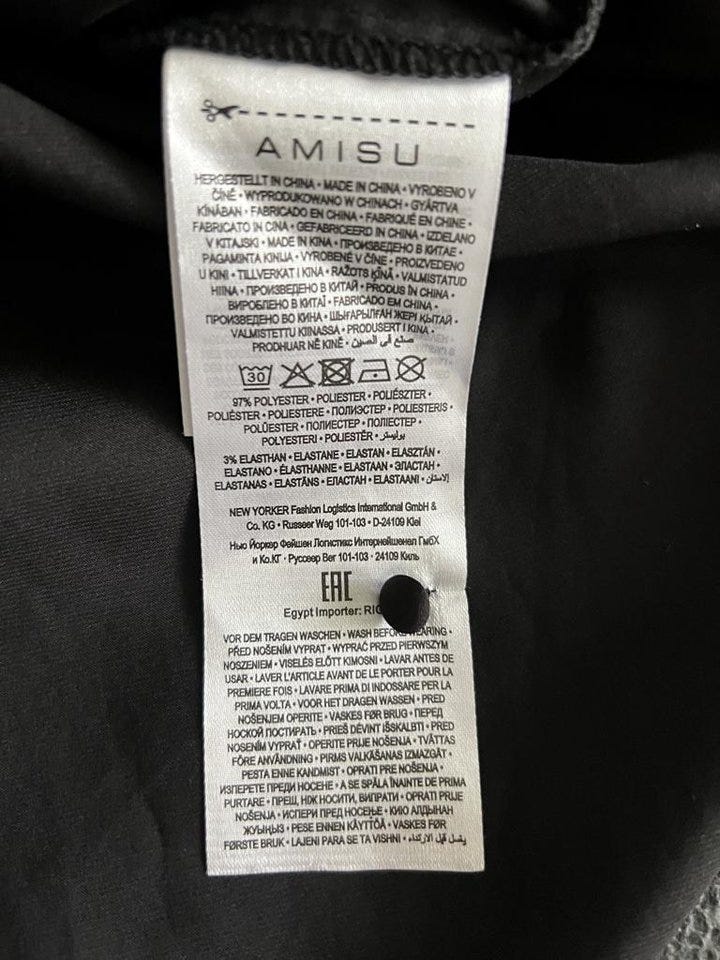 AMISU
HERGESTELLT IN CHINA • MADE IN CHINA • VYROBENO V
ČÍNĚ • WYPRODUKOWANO W CHINACH • GYÁRTVA
KÍNÁBAN • FABRICADO EN CHINA • FABRIQUÉ EN CHINE •
FABBRICATO IN CINA • GEFABRICEERD IN CHINA • IZDELANO
V KITAJSKI • MADE IN KINA • ПРОИЗВЕДЕНО В КИТАЕ •
PAGAMINTA KINIJA • VYROBENÉ V ČÍNE • PROIZVEDENO
U KINI • TILLVERKAT I KINA • RAŽOTS ĶĪNĀ • VALMISTATUD
HIINA • ПРОИЗВЕДЕНО В КИТАЙ • PRODUS ÎN CHINA •
ВИРОБЛЕНО В КИТАЇ • FABRICADO EM CHINA •
ПРОИЗВЕДЕНО ВО КИНА • ШЫҒАРЫЛҒАН ЖЕРІ ҚЫТАЙ •
VALMISTETTU KIINASSA • PRODUSERT I KINA •
PRODHUAR NË KINË • صنع في الصين
30
97% POLYESTER • POLIESTER • POLIÉSZTER •
POLIÉSTER • POLIESTERE • ПОЛИЭСТЕР • POLIESTERIS •
POLÜESTER • ПОЛИЕСТЕР • ПОЛІЕСТЕР •
POLYESTERI • POLIESTËR • بوليستر
3% ELASTHAN • ELASTANE • ELASTAN • ELASZTÁN •
ELASTANO • ÉLASTHANNE • ELASTAAN • ЭЛАСТАН •
ELASTANAS • ELASTĀNS • ЕЛАСТАН • ELASTAANI • الإلاستان
NEW YORKER Fashion Logistics International GmbH &
Co. KG • Russeer Weg 101-103 • D-24109 Kiel
Нью Йоркер Фейшен Логистикс Интернейшенел ГмбХ
и Ко.КГ • Руссеер Вег 101-103 • 24109 Киль
EAC
Egypt Importer:
VOR DEM TRAGEN WASCHEN • WASH BEFORE WEARING •
PŘED NOŠENÍM VYPRAT • WYPRAĆ PRZED PIERWSZYM
NOSZENIEM • VISELÉS ELŐTT KIMOSNI • LAVAR ANTES DE
USAR • LAVER L'ARTICLE AVANT DE LE PORTER POUR LA
PREMIERE FOIS • LAVARE PRIMA DI INDOSSARE PER LA
PRIMA VOLTA • VOOR HET DRAGEN WASSEN • PRED
NOŠENJEM OPERITE • VASKES FØR BRUG • ПЕРЕД
НОСКОЙ ПОСТИРАТЬ • PRIEŠ DĖVINT IŠSKALBTI • PRED
NOSENÍM VYPRAŤ • OPERITE PRIJE NOŠENJA • TVÄTTAS
FÖRE ANVÄNDNING • PIRMS VALKĀŠANAS IZMAZGĀT •
PESTA ENNE KANDMIST • OPRATI PRE NOŠENJA •
ИЗПЕРЕТЕ ПРЕДИ НОСЕНЕ • A SE SPĂLA ÎNAINTE DE PRIMA
PURTARE • ПРЕШ, НІЖ НОСИТИ, ВИПРАТИ • OPRATI PRIJE
NOŠENJA • ИСПЕРИ ПРЕД НОСЕЊЕ • КИЮ АЛДЫНАН
ЖУЫҢЫЗ • PESE ENNEN KÄYTTÖÄ • VASKES FØR
FØRSTE BRUK • LAJENI PARA SE TA VISHNI • يغسل قبل الارتداء